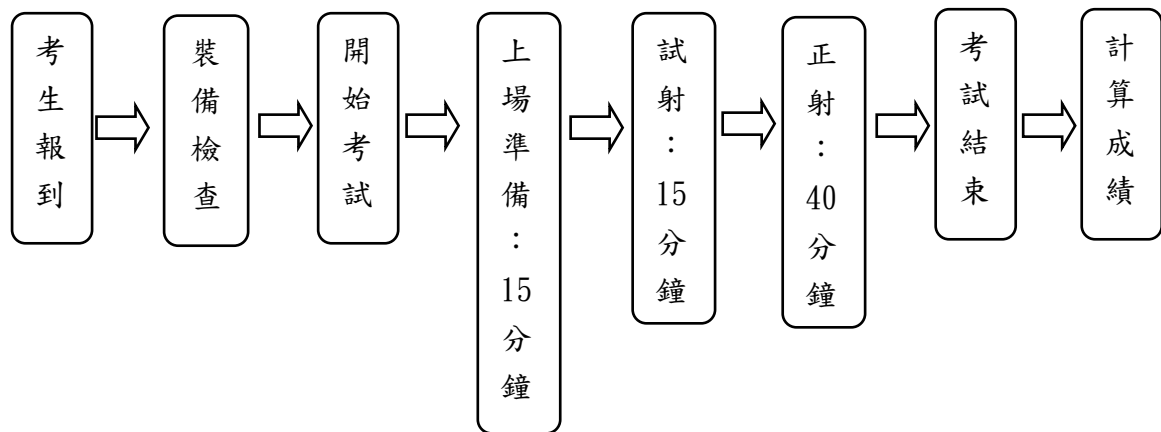 考生報到
裝備檢查
開始考試
上場準備：15分鐘
試射：15分鐘
正射：40分鐘
考試結束
計算成績